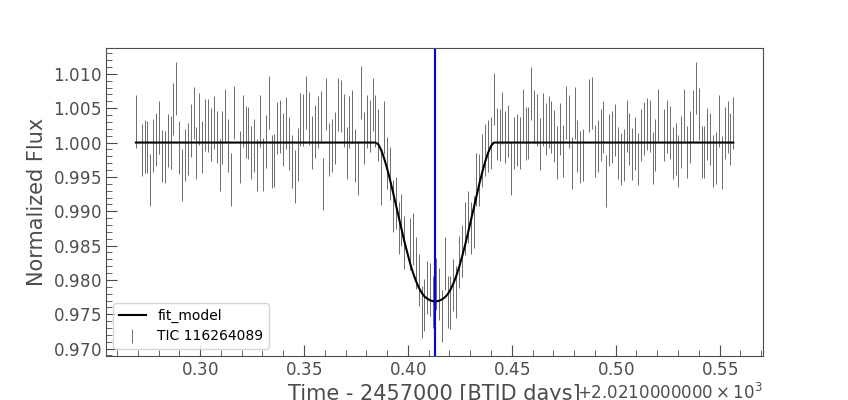 1.010
1.005
1.000
0.995
0.990
0.985
0.980
0.975
0.970
Normalized Flux
fit_model
TIC 116264089
0.30 0.35 0.40 0.45 0.50 0.55
Time - 2457000 [BTJD days]
+2.0210000000 × 10³